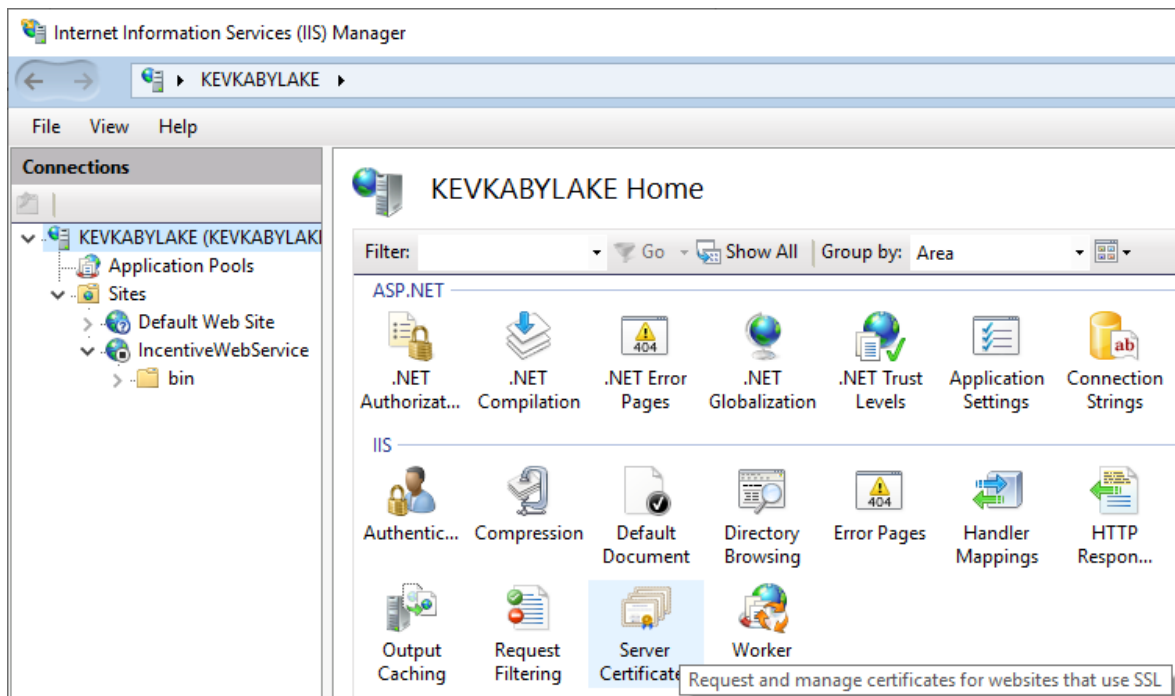 Internet Information Services (IIS) Manager
KEVKABYLAKE
File View Help
Connections
KEVKABYLAKE (KEVKABYLAKI
Application Pools
Sites
Default Web Site
IncentiveWebService
bin
KEVKABYLAKE Home
Filter: Go Show All Group by: Area
ASP.NET
.NET Authorizat...
.NET Compilation
404
.NET Error Pages
.NET Globalization
.NET Trust Levels
Application Settings
ab
Connection Strings
IIS
Authentic...
Compression
Default Document
Directory Browsing
404
Error Pages
Handler Mappings
HTTP Respon...
Output Caching
Request Filtering
Server Certificate
Worker
Request and manage certificates for websites that use SSL